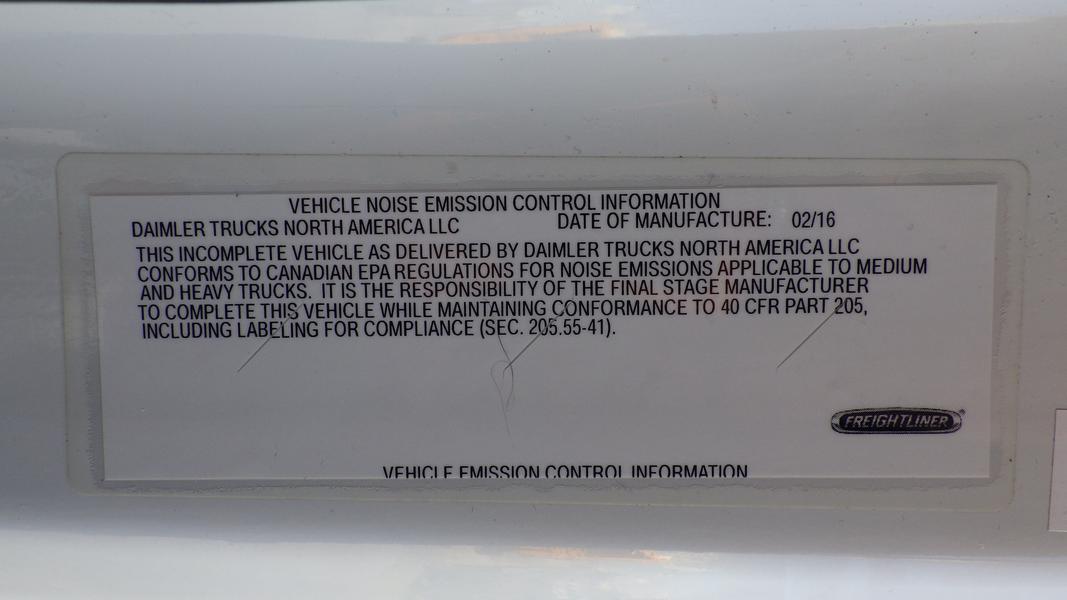 VEHICLE NOISE EMISSION CONTROL INFORMATION
DAIMLER TRUCKS NORTH AMERICA LLC DATE OF MANUFACTURE: 02/16
THIS INCOMPLETE VEHICLE AS DELIVERED BY DAIMLER TRUCKS NORTH AMERICA LLC
CONFORMS TO CANADIAN EPA REGULATIONS FOR NOISE EMISSIONS APPLICABLE TO MEDIUM
AND HEAVY TRUCKS. IT IS THE RESPONSIBILITY OF THE FINAL STAGE MANUFACTURER
TO COMPLETE THIS VEHICLE WHILE MAINTAINING CONFORMANCE TO 40 CFR PART 205,
INCLUDING LABELING FOR COMPLIANCE (SEC. 205.55-41).
FREIGHTLINER®
VEHICLE EMISSION CONTROL INFORMATION